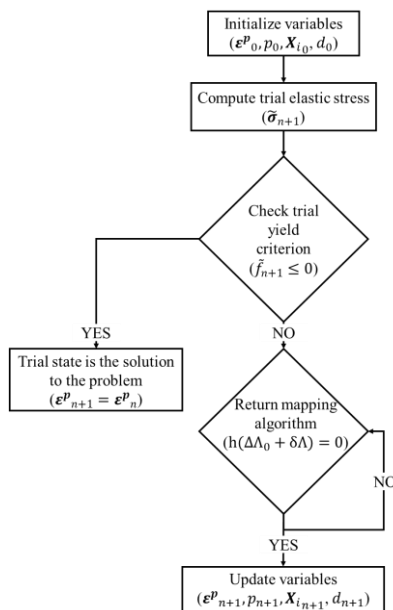 Initialize variables
(𝜺ᵖ₀, p₀, 𝑿ᵢ₀, d₀)
Compute trial elastic stress
(𝝈̃ₙ₊₁)
Check trial
yield
criterion
(f̃ₙ₊₁ ≤ 0)
YES
NO
Trial state is the solution
to the problem
(𝜺ᵖₙ₊₁ = 𝜺ᵖₙ)
Return mapping
algorithm
(h(ΔΛ₀ + δΛ) = 0)
NO
YES
Update variables
(𝜺ᵖₙ₊₁, pₙ₊₁, 𝑿ᵢₙ₊₁, dₙ₊₁)